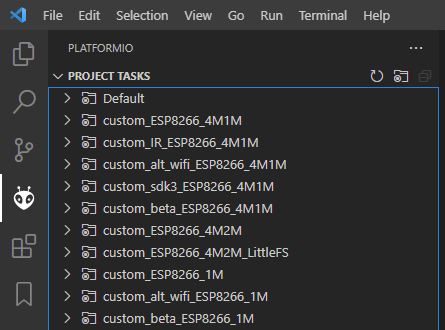 File Edit Selection View Go Run Terminal Help
PLATFORMIO
PROJECT TASKS
Default
custom_ESP8266_4M1M
custom_IR_ESP8266_4M1M
custom_alt_wifi_ESP8266_4M1M
custom_sdk3_ESP8266_4M1M
custom_beta_ESP8266_4M1M
custom_ESP8266_4M2M
custom_ESP8266_4M2M_LittleFS
custom_ESP8266_1M
custom_alt_wifi_ESP8266_1M
custom_beta_ESP8266_1M